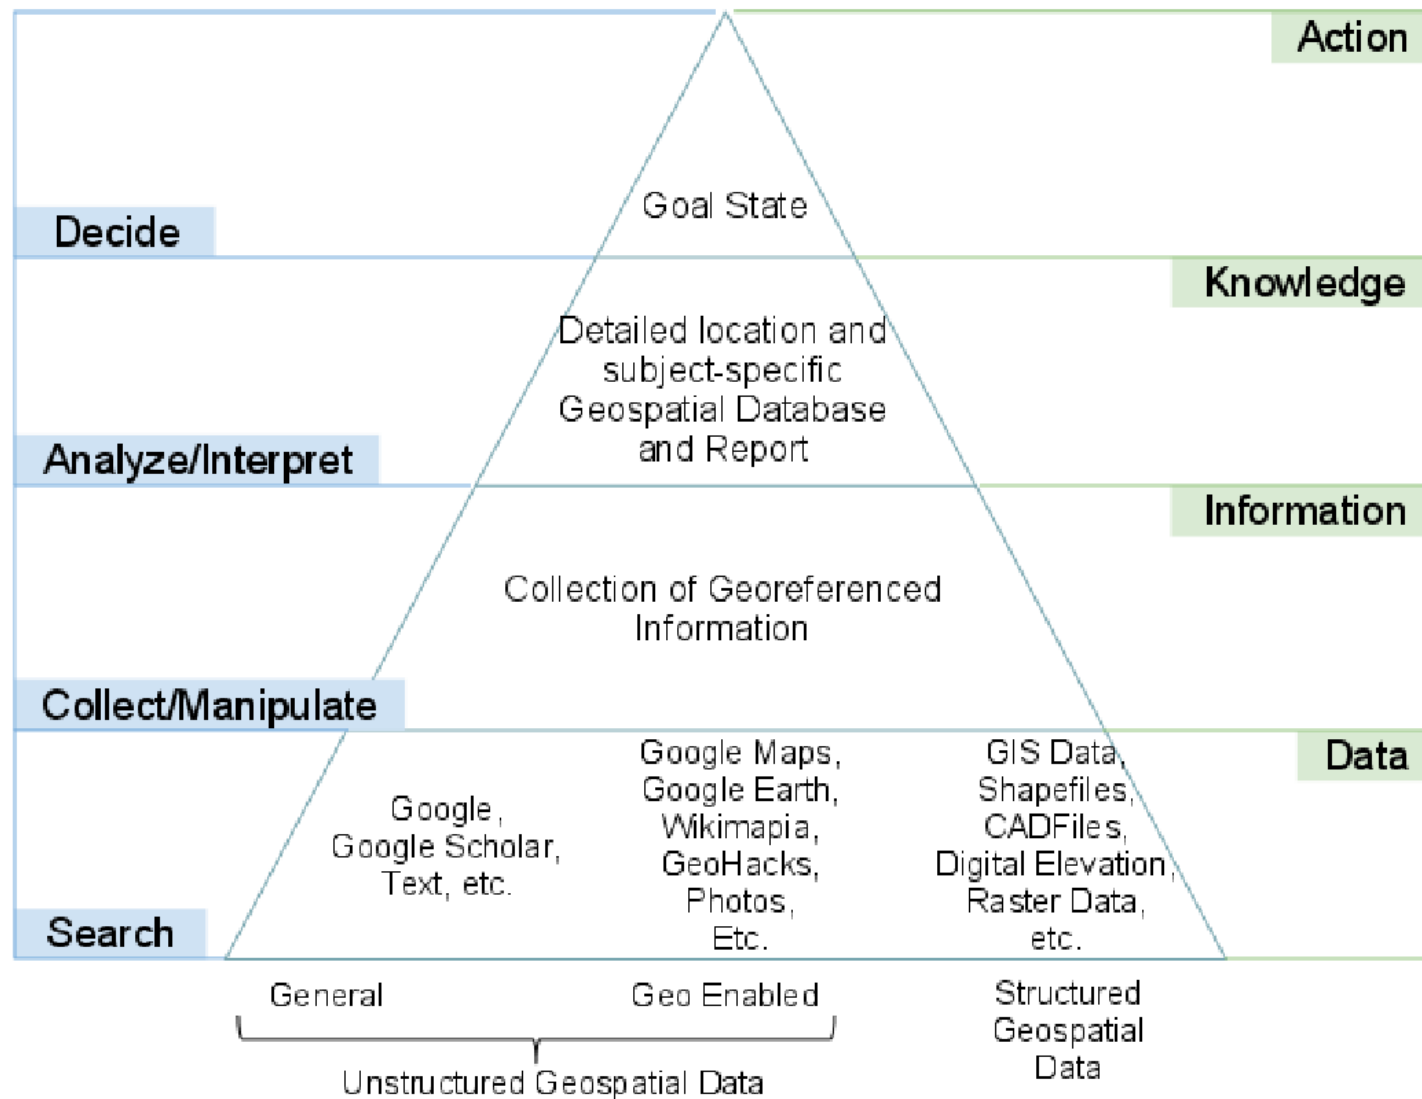 Action
Goal State
Decide
Knowledge
Detailed location and
subject-specific
Geospatial Database
and Report
Analyze/Interpret
Information
Collection of Georeferenced
Information
Collect/Manipulate
Data
Google,
Google Scholar,
Text, etc.
Google Maps,
Google Earth,
Wikimapia,
GeoHacks,
Photos,
Etc.
GIS Data,
Shapefiles,
CADFiles,
Digital Elevation,
Raster Data,
etc.
Search
General
Geo Enabled
Structured
Geospatial
Data
Unstructured Geospatial Data